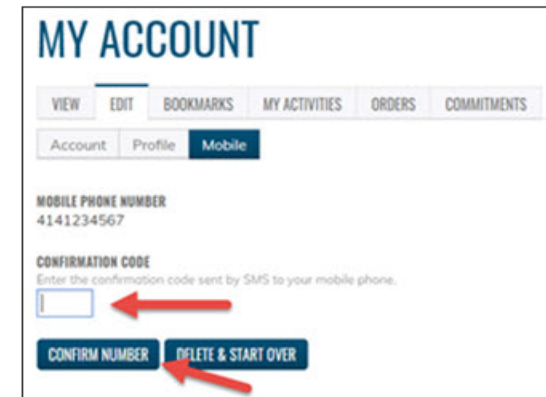 MY ACCOUNT
VIEW EDIT BOOKMARKS MY ACTIVITIES ORDERS COMMITMENTS
Account Profile Mobile
MOBILE PHONE NUMBER
4141234567
CONFIRMATION CODE
Enter the confirmation code sent by SMS to your mobile phone.
CONFIRM NUMBER DELETE & START OVER